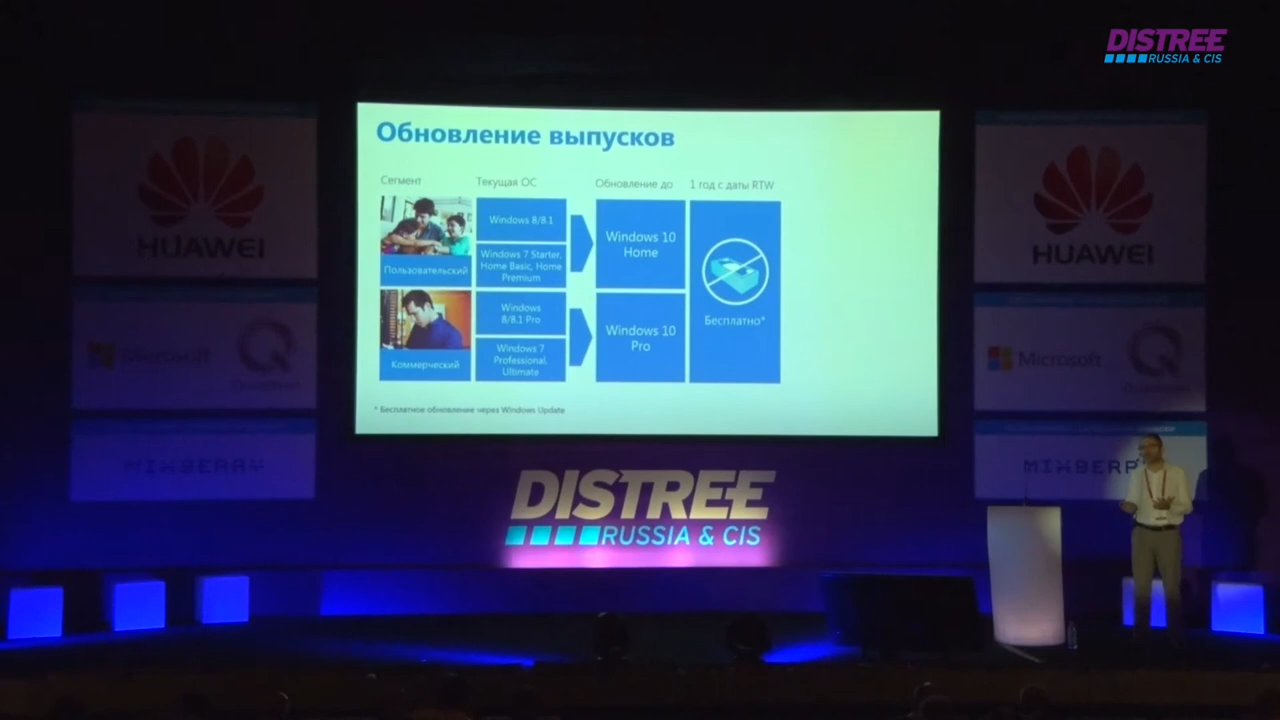 DISTREE
RUSSIA & CIS
HUAWEI
Microsoft
MIXBERRY
Обновление выпусков
Сегмент
Текущая ОС
Обновление до
1 год с даты RTW
Пользовательский
Windows 8/8.1
Windows 7 Starter,
Home Basic, Home
Premium
Windows 10
Home
Коммерческий
Windows
8/8.1 Pro
Windows 7
Professional,
Ultimate
Windows 10
Pro
Бесплатно*
* Бесплатное обновление через Windows Update
HUAWEI
Microsoft
DISTREE
RUSSIA & CIS